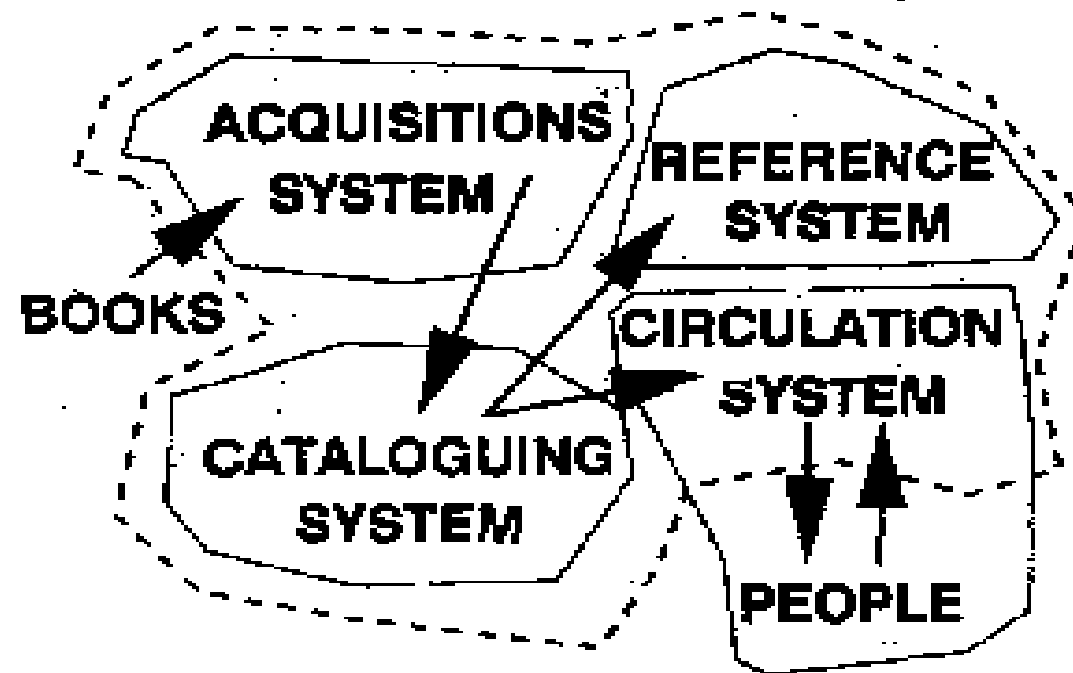 ACQUISITIONS
SYSTEM
REFERENCE
SYSTEM
BOOKS
CIRCULATION
SYSTEM
CATALOGUING
SYSTEM
PEOPLE